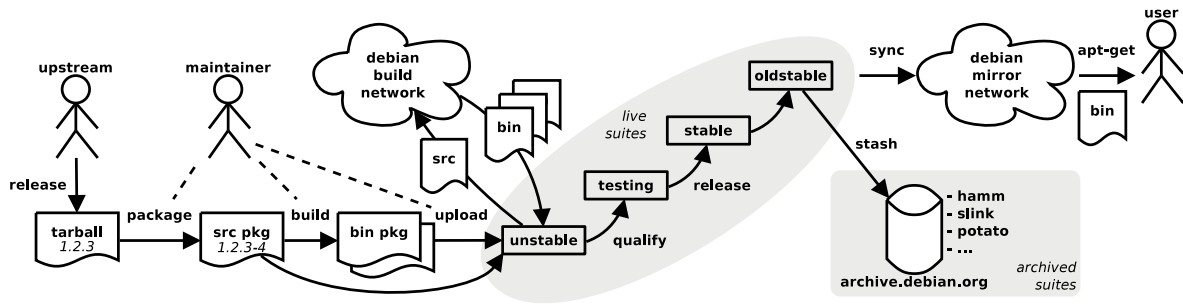 upstream
release
tarball
1.2.3
maintainer
package
src pkg
1.2.3-4
build
bin pkg
upload
debian
build
network
src
bin
unstable
qualify
testing
release
stable
oldstable
live
suites
sync
debian
mirror
network
apt-get
user
bin
stash
- hamm
- slink
- potato
- ...
archive.debian.org
archived
suites